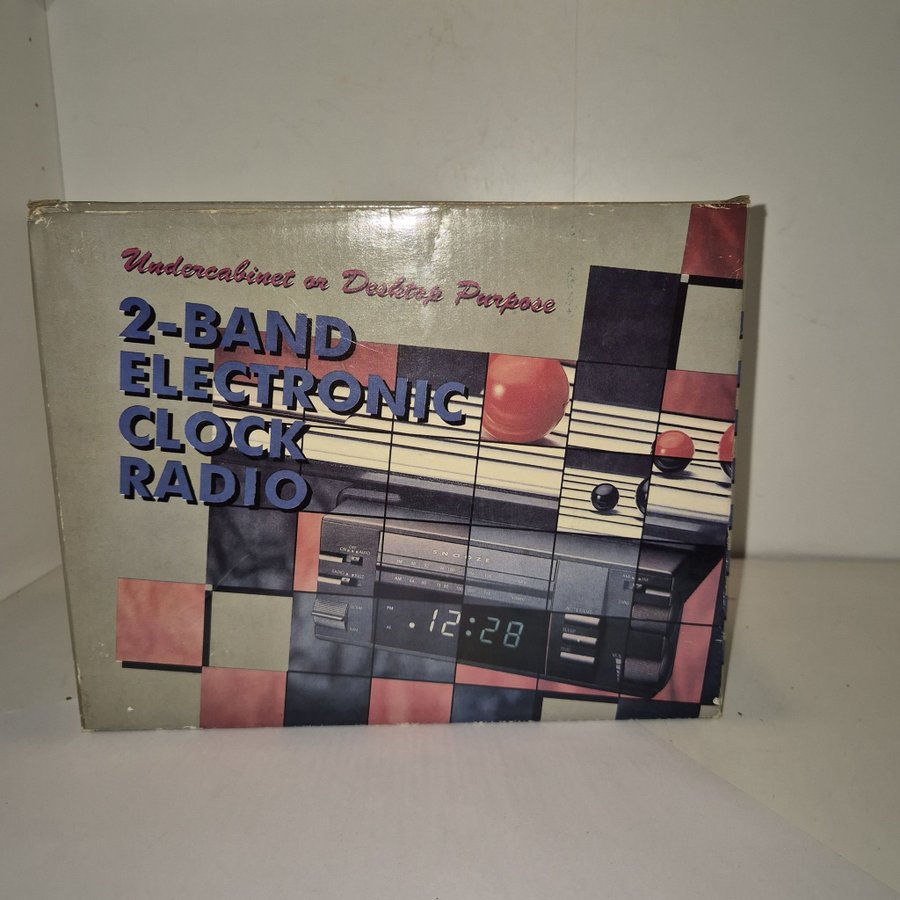 Undercabinet or Desktop Purpose
2-BAND
ELECTRONIC
CLOCK
RADIO
SNOOZE
12:28